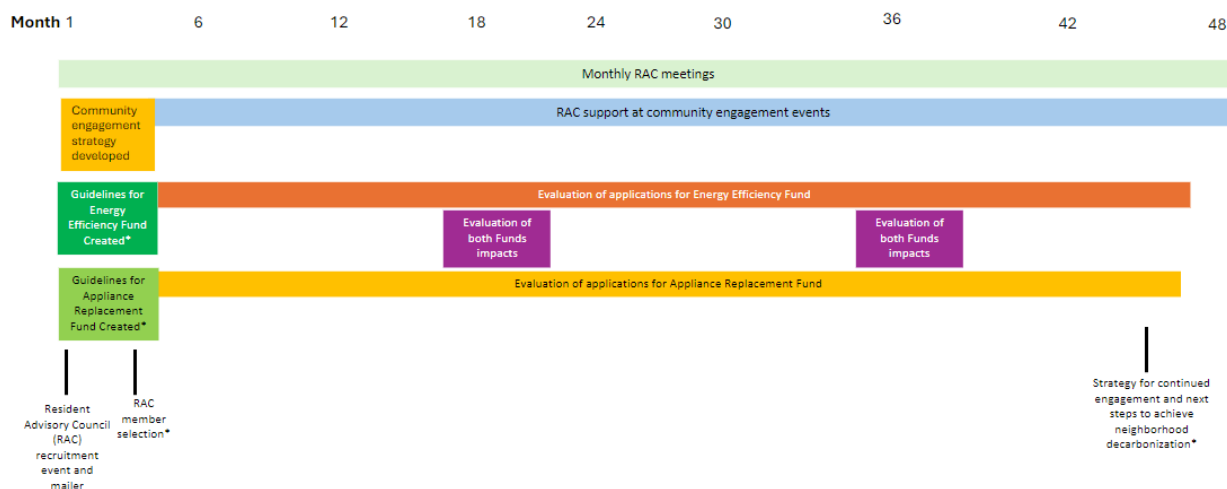 Month 1 6 12 18 24 30 36 42 48
Monthly RAC meetings
Community
engagement
strategy
developed
RAC support at community engagement events
Guidelines for
Energy
Efficiency Fund
Created*
Evaluation of applications for Energy Efficiency Fund
Evaluation of
both Funds
impacts
Evaluation of
both Funds
impacts
Guidelines for
Appliance
Replacement
Fund Created*
Evaluation of applications for Appliance Replacement Fund
Resident
Advisory Council
(RAC)
recruitment
event and
mailer
RAC
member
selection*
Strategy for continued
engagement and next
steps to achieve
neighborhood
decarbonization*